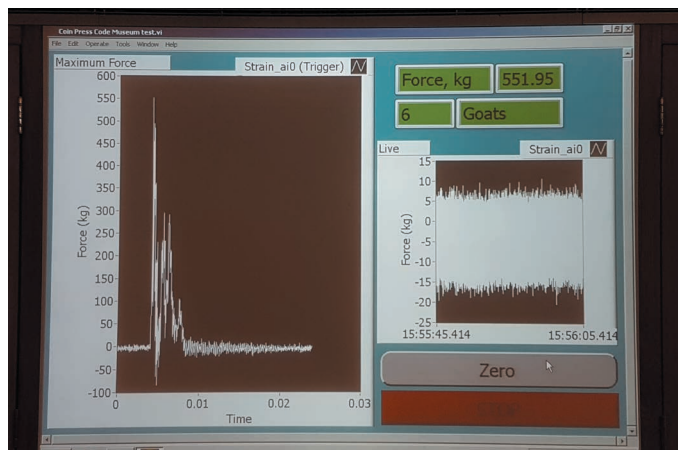 Coin Press Code Museum test.vi
File Edit Operate Tools Window Help
Maximum Force
Strain_ai0 (Trigger)
600
550
500
450
400
350
300
250
200
150
100
50
0
-50
-100
Force (kg)
0 0.01 0.02 0.03
Time
Force, kg 551.95
6 Goats
Live
Strain_ai0
15
10
5
0
-5
-10
-15
-20
-25
Force (kg)
15:55:45.414 15:56:05.414
Zero